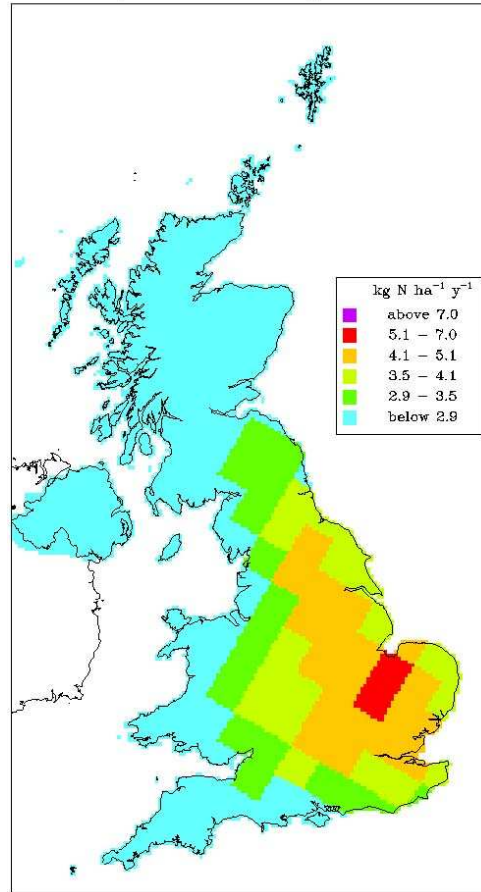 kg N ha⁻¹ y⁻¹
above 7.0
5.1 – 7.0
4.1 – 5.1
3.5 – 4.1
2.9 – 3.5
below 2.9